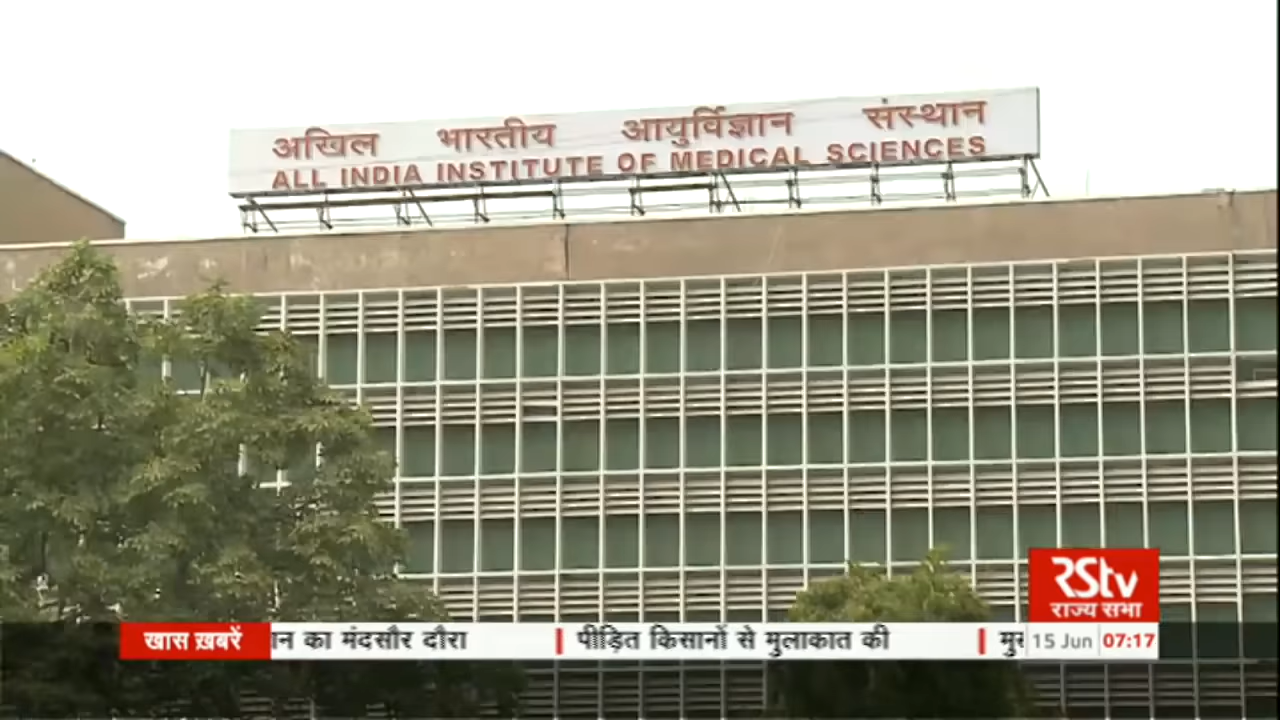 अखिल भारतीय आयुर्विज्ञान संस्थान
ALL INDIA INSTITUTE OF MEDICAL SCIENCES
RStv
राज्य सभा
खास ख़बरें
का मंदसौर दौरा | पीड़ित किसानों से मुलाकात की |
15 Jun 07:17